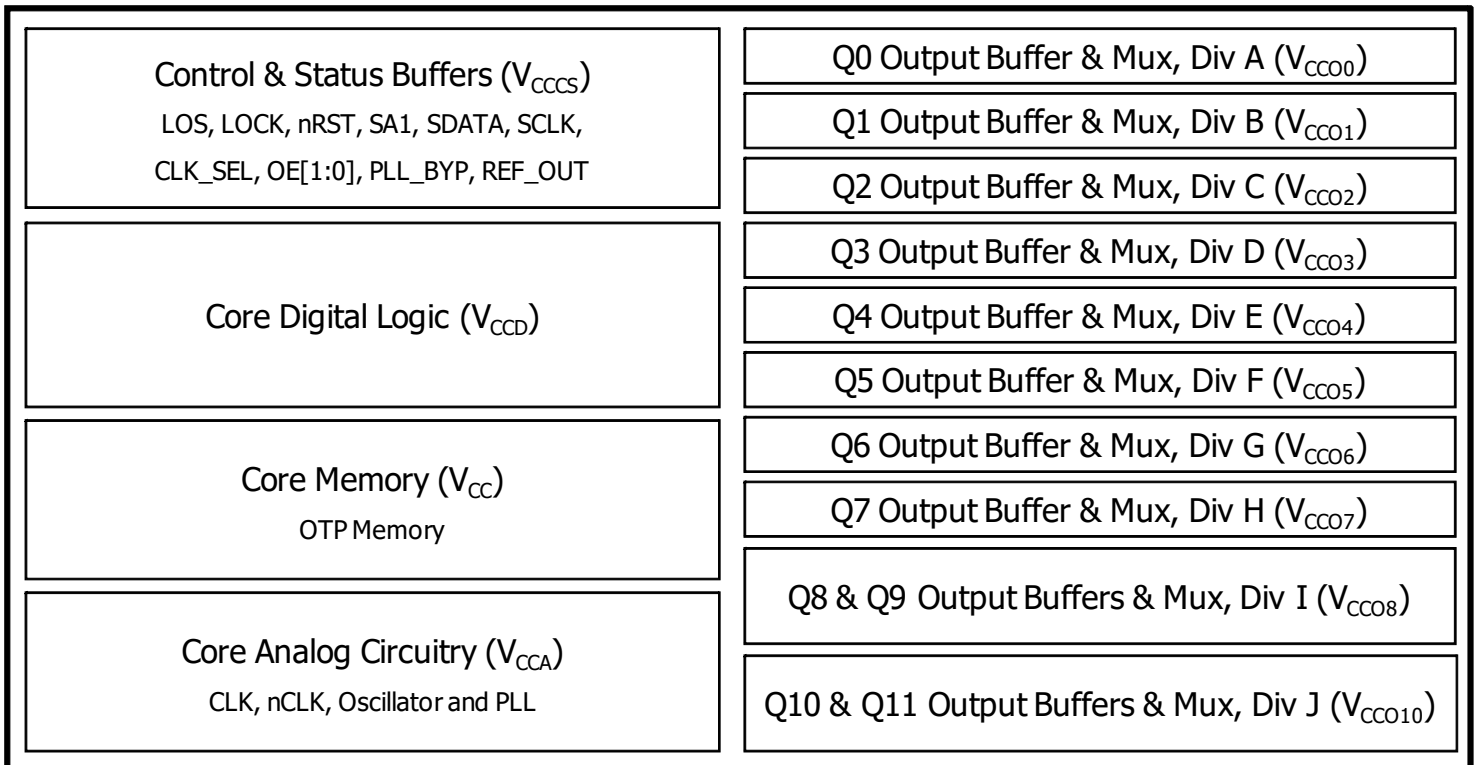 Control & Status Buffers (VCCCS)
LOS, LOCK, nRST, SA1, SDATA, SCLK,
CLK_SEL, OE[1:0], PLL_BYP, REF_OUT
Core Digital Logic (VCCD)
Core Memory (VCC)
OTP Memory
Core Analog Circuitry (VCCA)
CLK, nCLK, Oscillator and PLL
Q0 Output Buffer & Mux, Div A (VCCO0)
Q1 Output Buffer & Mux, Div B (VCCO1)
Q2 Output Buffer & Mux, Div C (VCCO2)
Q3 Output Buffer & Mux, Div D (VCCO3)
Q4 Output Buffer & Mux, Div E (VCCO4)
Q5 Output Buffer & Mux, Div F (VCCO5)
Q6 Output Buffer & Mux, Div G (VCCO6)
Q7 Output Buffer & Mux, Div H (VCCO7)
Q8 & Q9 Output Buffers & Mux, Div I (VCCO8)
Q10 & Q11 Output Buffers & Mux, Div J (VCCO10)